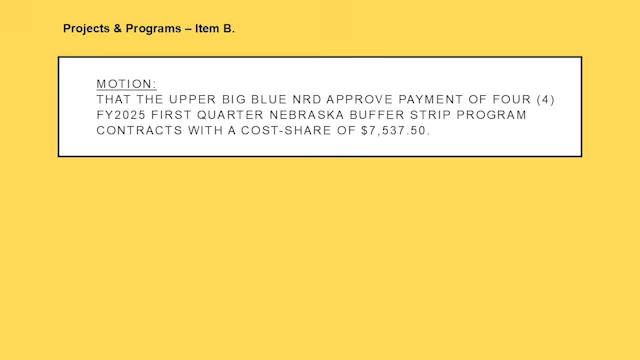 Projects & Programs – Item B.
MOTION:
THAT THE UPPER BIG BLUE NRD APPROVE PAYMENT OF FOUR (4)
FY2025 FIRST QUARTER NEBRASKA BUFFER STRIP PROGRAM
CONTRACTS WITH A COST-SHARE OF $7,537.50.